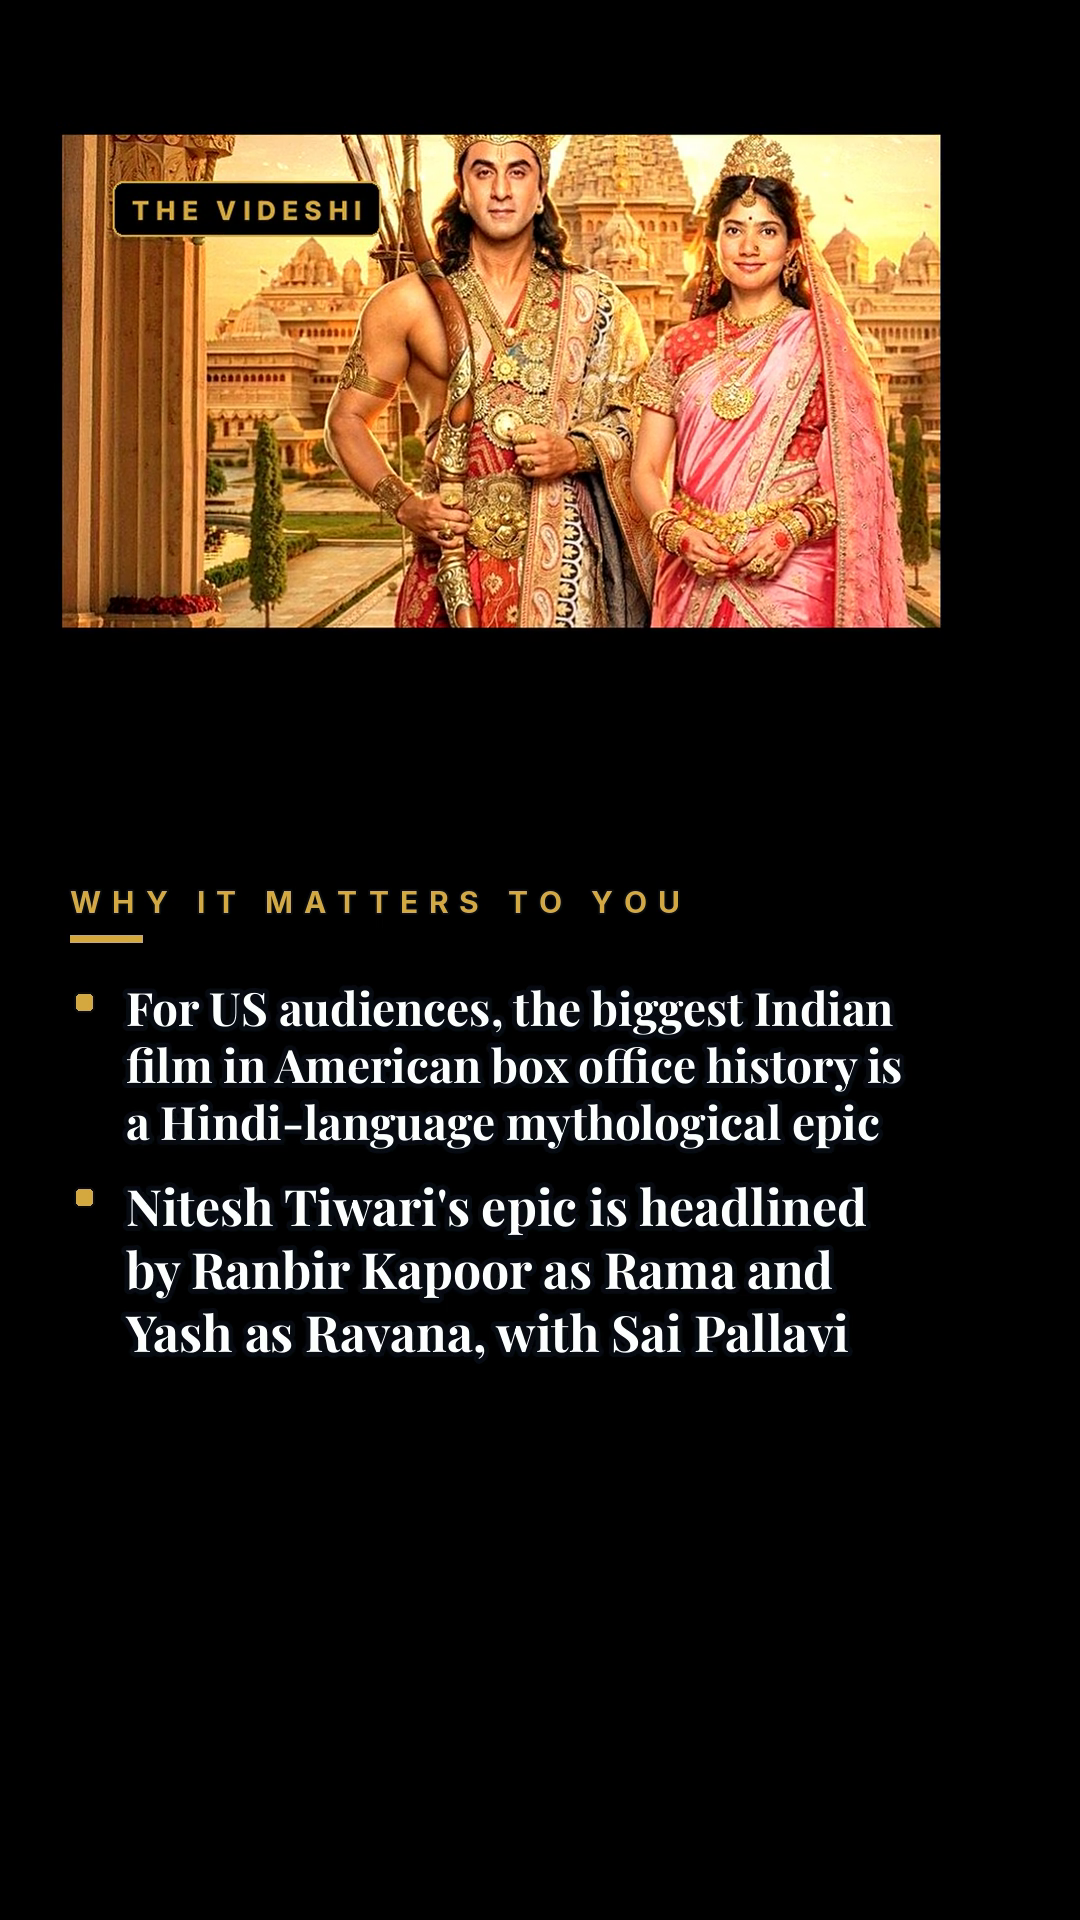 THE VIDESHI
WHY IT MATTERS TO YOU
For US audiences, the biggest Indian
film in American box office history is
a Hindi-language mythological epic
Nitesh Tiwari's epic is headlined
by Ranbir Kapoor as Rama and
Yash as Ravana, with Sai Pallavi